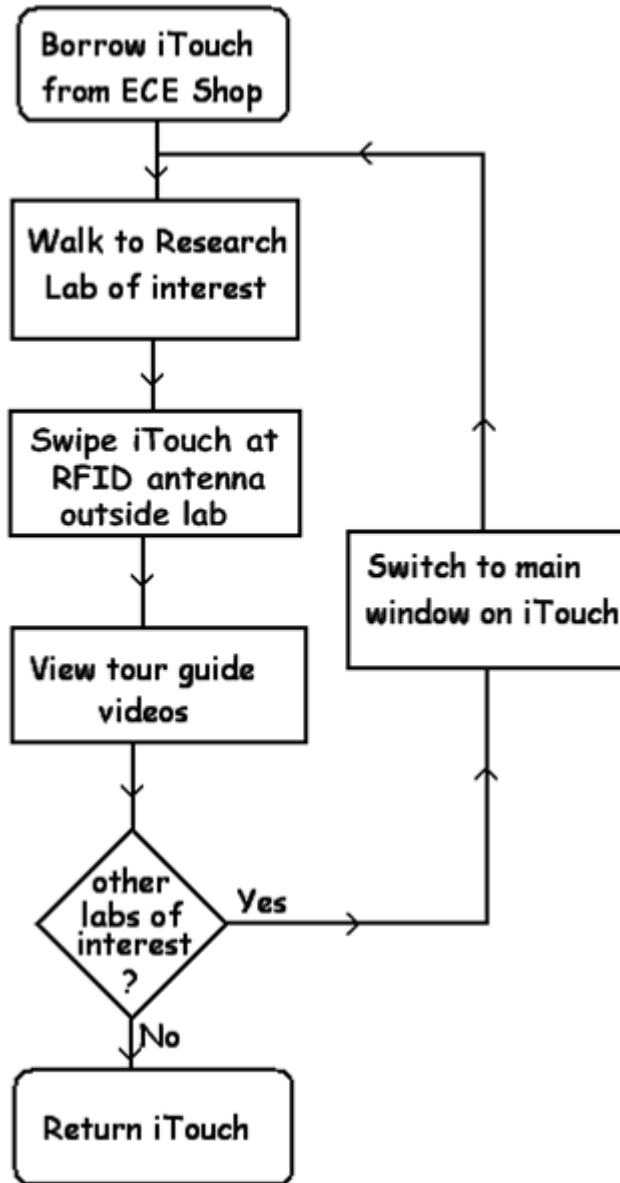 Borrow iTouch
from ECE Shop
Walk to Research
Lab of interest
Swipe iTouch at
RFID antenna
outside lab
Switch to main
window on iTouch
View tour guide
videos
other
labs of
interest
?
Yes
No
Return iTouch